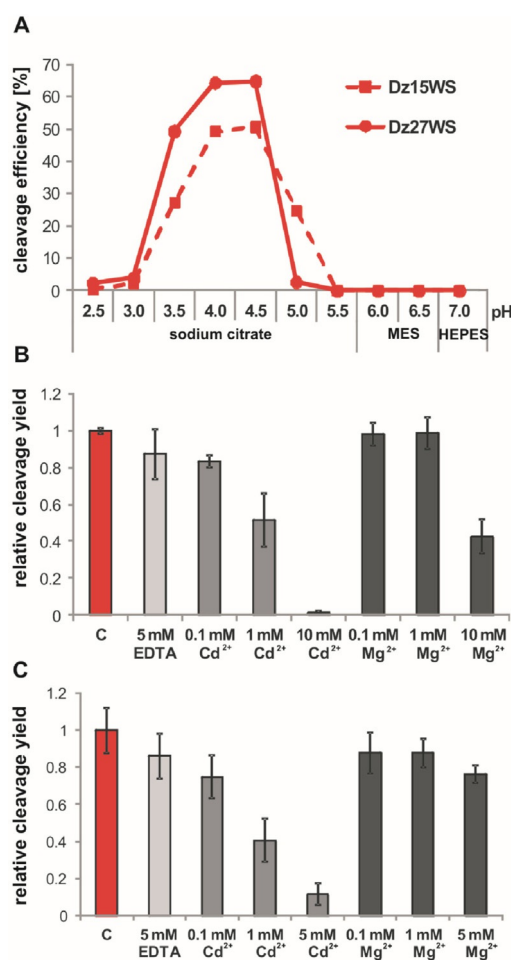 A
cleavage efficiency [%]
70
60
50
40
30
20
10
0
Dz15WS
Dz27WS
2.5 3.0 3.5 4.0 4.5 5.0 5.5 6.0 6.5 7.0 pH
sodium citrate MES HEPES
B
relative cleavage yield
1.2
1
0.8
0.6
0.4
0.2
0
C 5 mM 0.1 mM 1 mM 10 mM 0.1 mM 1 mM 10 mM
EDTA Cd²⁺ Cd²⁺ Cd²⁺ Mg²⁺ Mg²⁺ Mg²⁺
C
relative cleavage yield
1.2
1
0.8
0.6
0.4
0.2
0
C 5 mM 0.1 mM 1 mM 5 mM 0.1 mM 1 mM 5 mM
EDTA Cd²⁺ Cd²⁺ Cd²⁺ Mg²⁺ Mg²⁺ Mg²⁺